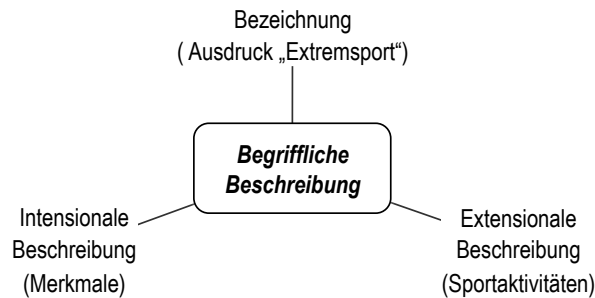 Bezeichnung
( Ausdruck „Extremsport“)
Begriffliche
Beschreibung
Intensionale
Beschreibung
(Merkmale)
Extensionale
Beschreibung
(Sportaktivitäten)